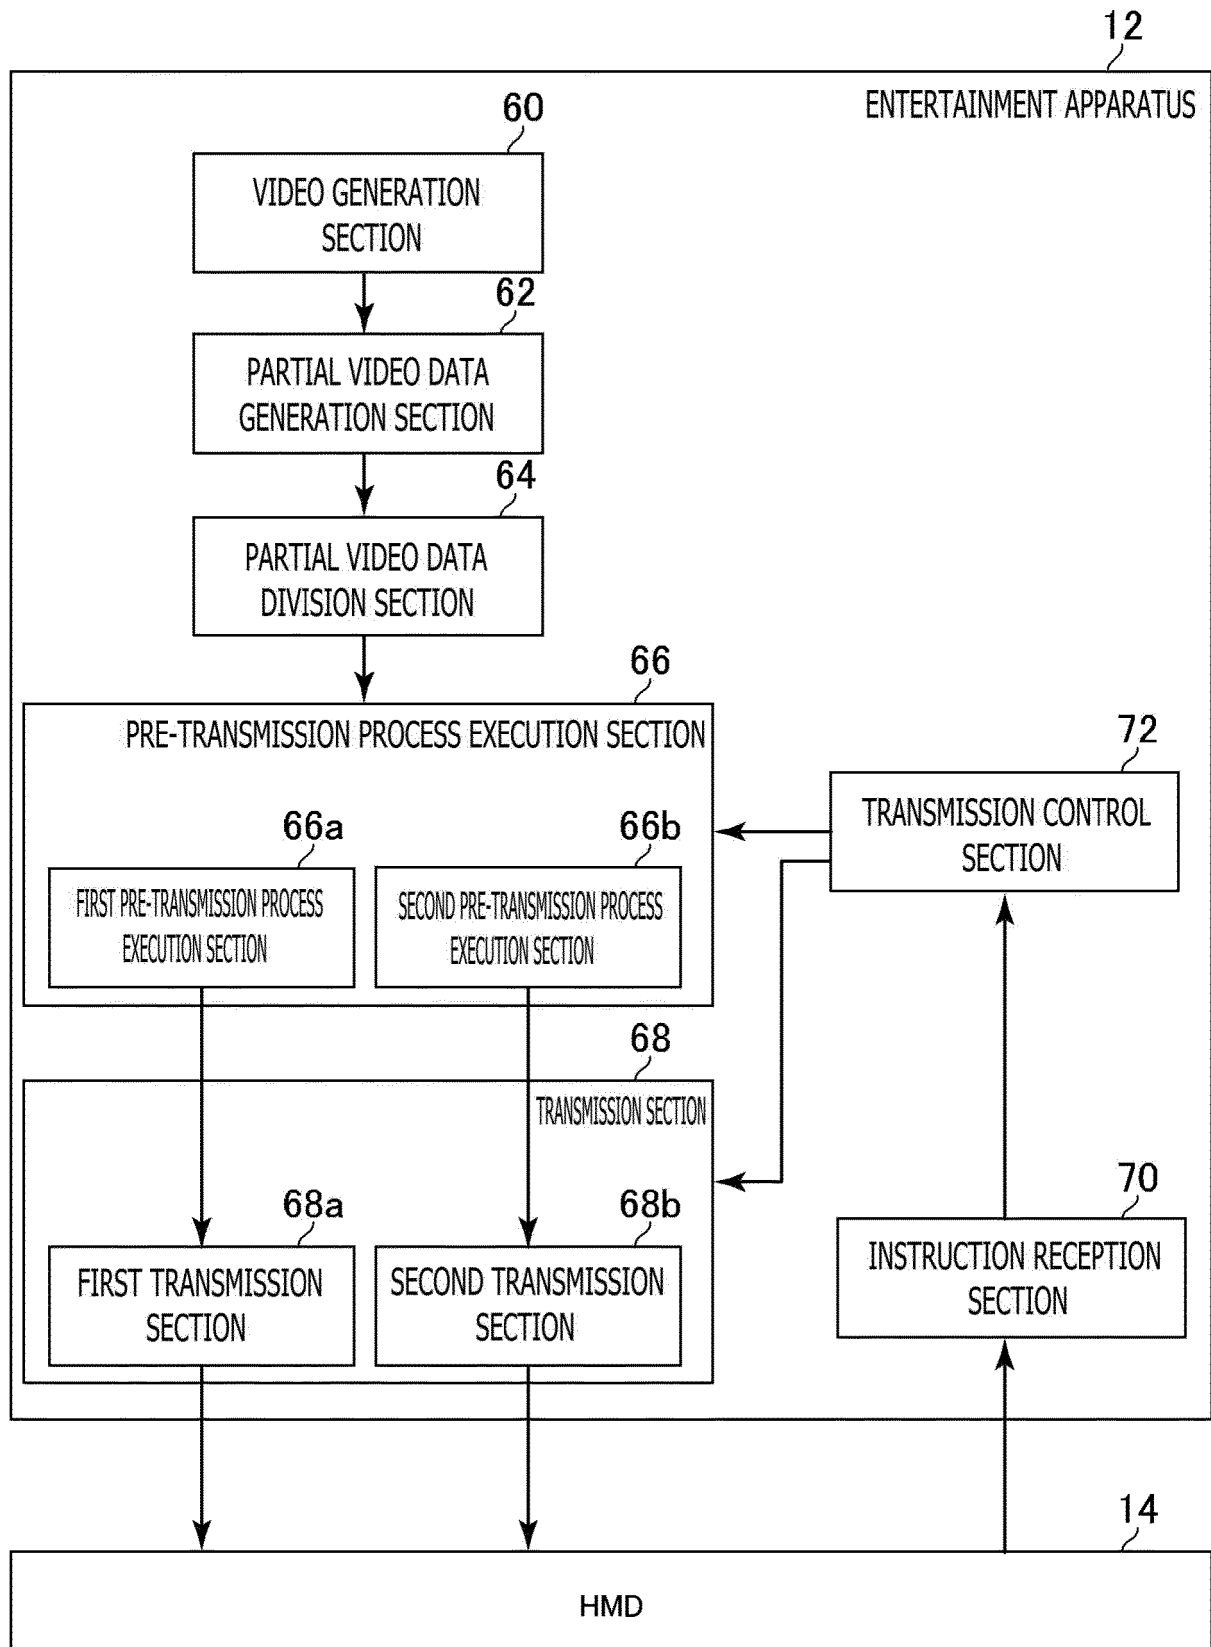 12
ENTERTAINMENT APPARATUS
60
VIDEO GENERATION
SECTION
62
PARTIAL VIDEO DATA
GENERATION SECTION
64
PARTIAL VIDEO DATA
DIVISION SECTION
66
PRE-TRANSMISSION PROCESS EXECUTION SECTION
72
TRANSMISSION CONTROL
SECTION
66a
FIRST PRE-TRANSMISSION PROCESS
EXECUTION SECTION
66b
SECOND PRE-TRANSMISSION PROCESS
EXECUTION SECTION
68
TRANSMISSION SECTION
68a
FIRST TRANSMISSION
SECTION
68b
SECOND TRANSMISSION
SECTION
70
INSTRUCTION RECEPTION
SECTION
14
HMD